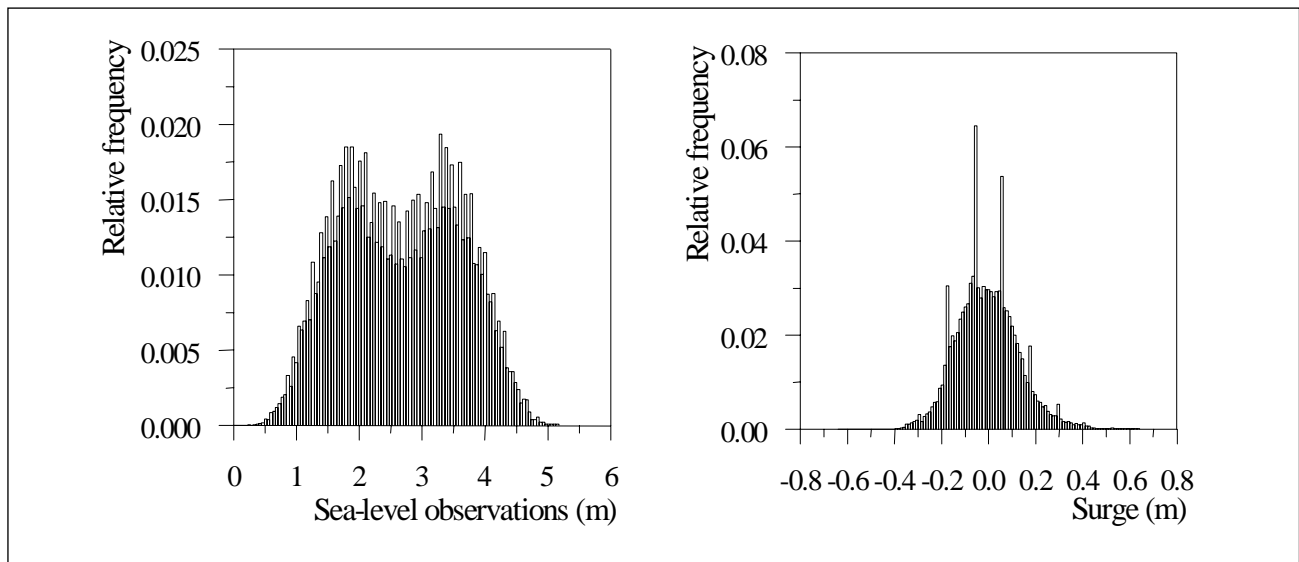 Relative frequency
0.025
0.020
0.015
0.010
0.005
0.000
0 1 2 3 4 5 6
Sea-level observations (m)
Relative frequency
0.08
0.06
0.04
0.02
0.00
-0.8 -0.6 -0.4 -0.2 0.0 0.2 0.4 0.6 0.8
Surge (m)